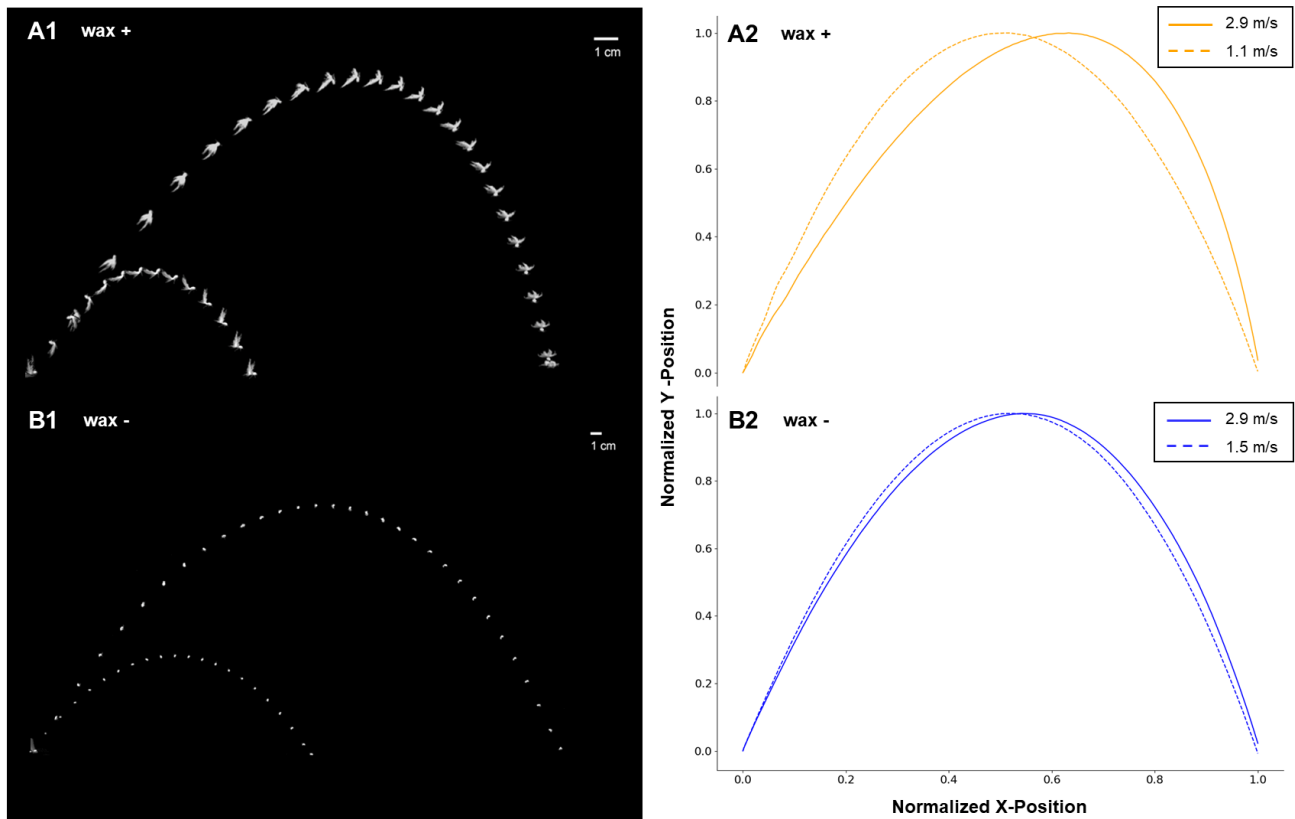 A1 wax +
1 cm
B1 wax -
1 cm
A2 wax +
2.9 m/s
1.1 m/s
1.0
0.8
0.6
0.4
0.2
0.0
B2 wax -
2.9 m/s
1.5 m/s
1.0
0.8
0.6
0.4
0.2
0.0
0.0 0.2 0.4 0.6 0.8 1.0
Normalized Y -Position
Normalized X-Position